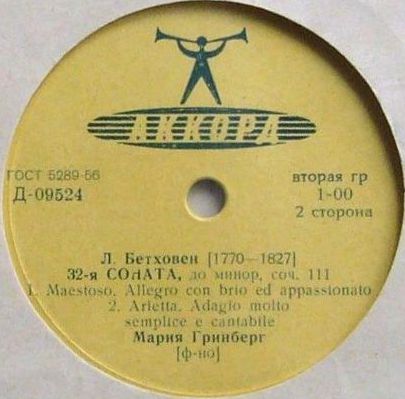 АККОРД
ГОСТ 5289-56
Д-09524
вторая гр
1-00
2 сторона
Л. Бетховен [1770—1827]
32-я СОНАТА, до минор, соч. 111
1. Maestoso. Allegro con brio ed appassionato
2. Arietta. Adagio molto
semplice e cantabile
Мария Гринберг
[ф-но]